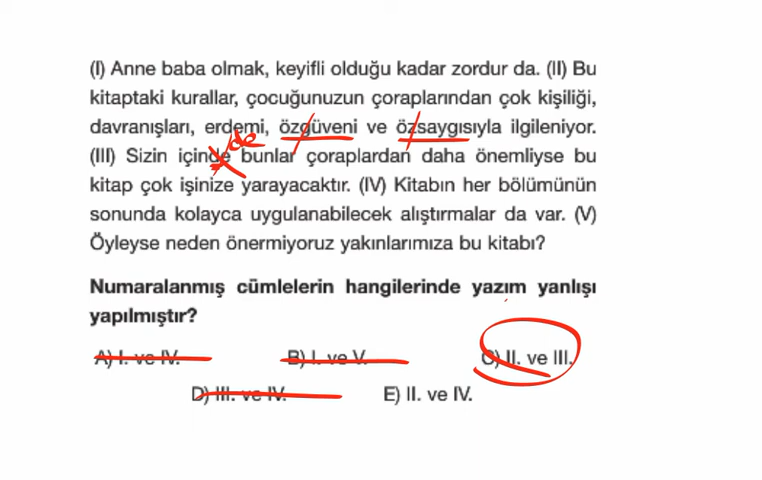 (I) Anne baba olmak, keyifli olduğu kadar zordur da. (II) Bu
kitaptaki kurallar, çocuğunuzun çoraplarından çok kişiliği,
davranışları, erdemi, özgüveni ve özsaygısıyla ilgileniyor.
de
(III) Sizin içinde bunlar çoraplardan daha önemliyse bu
kitap çok işinize yarayacaktır. (IV) Kitabın her bölümünün
sonunda kolayca uygulanabilecek alıştırmalar da var. (V)
Öyleyse neden önermiyoruz yakınlarımıza bu kitabı?
Numaralanmış cümlelerin hangilerinde yazım yanlışı
yapılmıştır?
A) I. ve IV. B) I. ve V. C) II. ve III.
D) III. ve IV. E) II. ve IV.